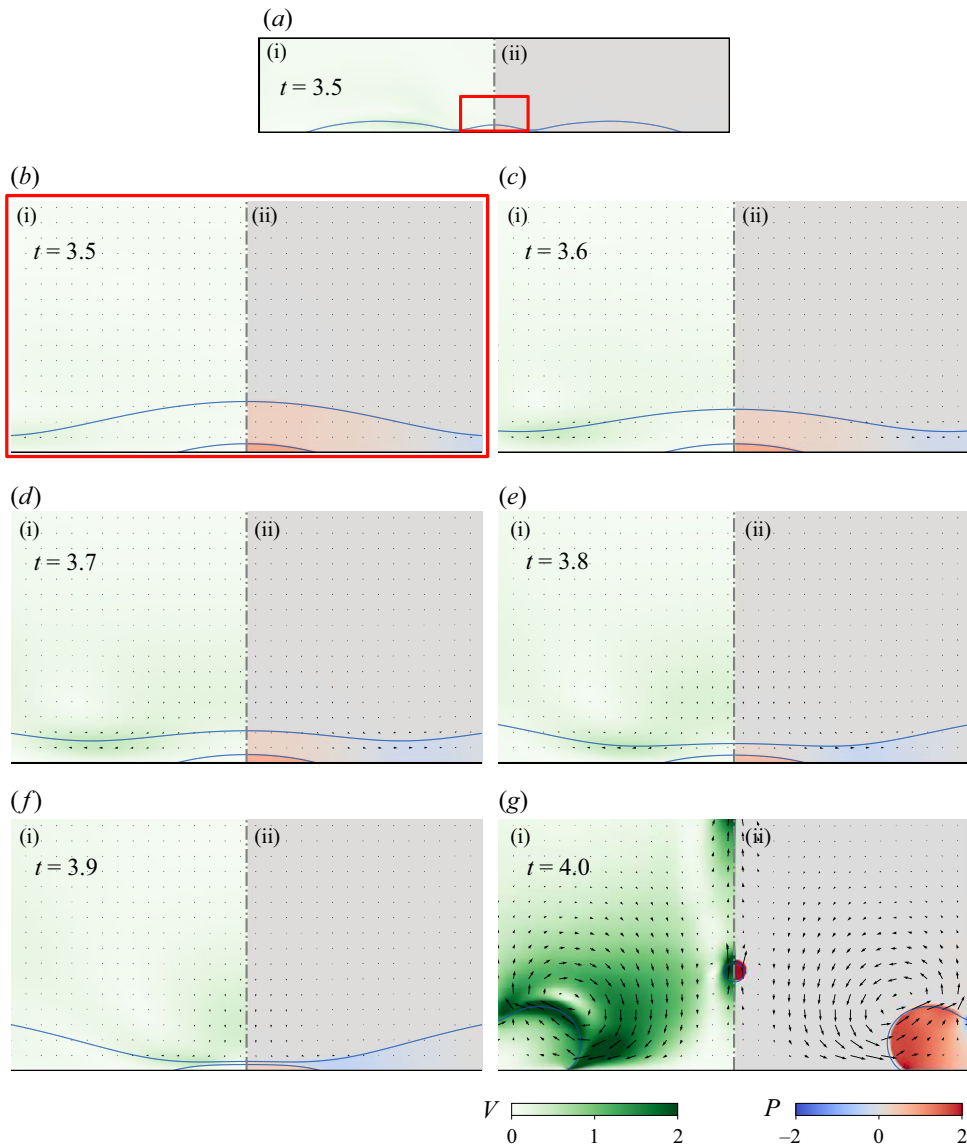 (a)
(i) (ii)
t = 3.5
(b) (c)
(i) (ii) (i) (ii)
t = 3.5 t = 3.6
(d) (e)
(i) (ii) (i) (ii)
t = 3.7 t = 3.8
(f) (g)
(i) (ii) (i) (ii)
t = 3.9 t = 4.0
V P
0 1 2 −2 0 2